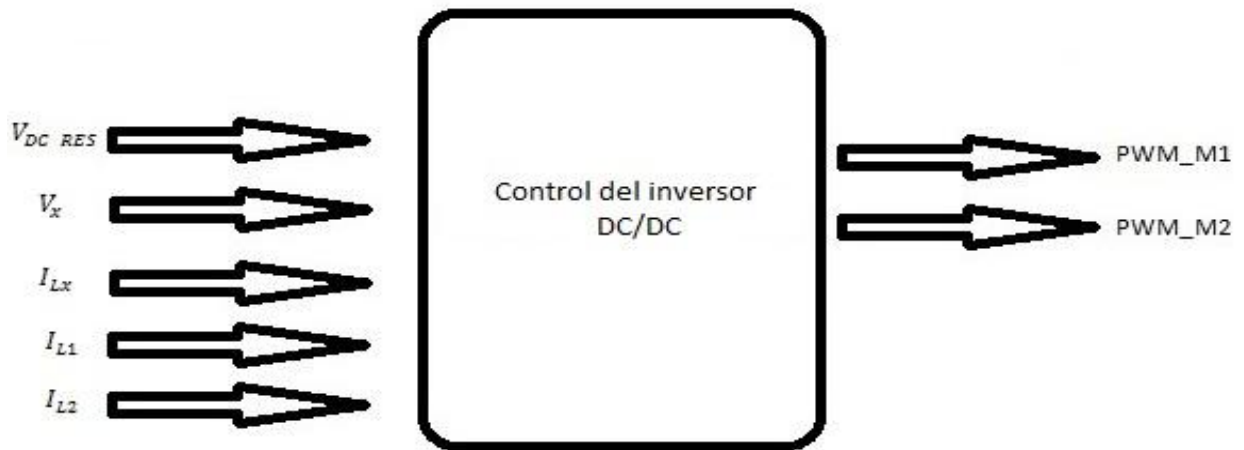 V_DC RES
V_x
I_Lx
I_L1
I_L2
Control del inversor
DC/DC
PWM_M1
PWM_M2